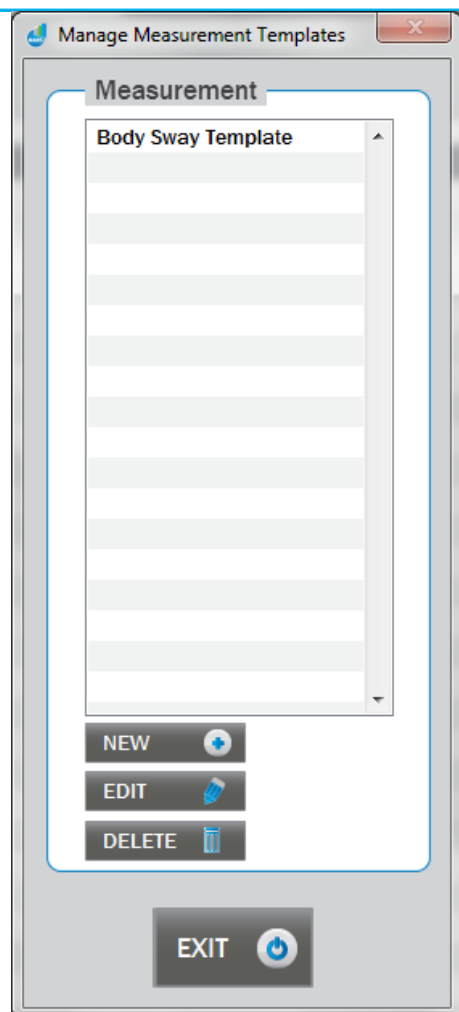 Manage Measurement Templates
Measurement
Body Sway Template
NEW
EDIT
DELETE
EXIT